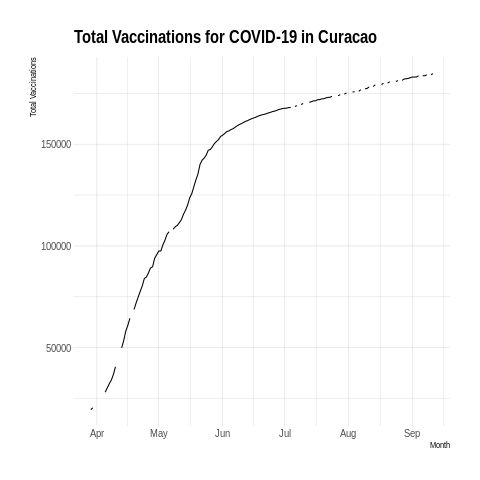 Total Vaccinations for COVID-19 in Curacao
Total Vaccinations
150000
100000
50000
Apr May Jun Jul Aug Sep
Month